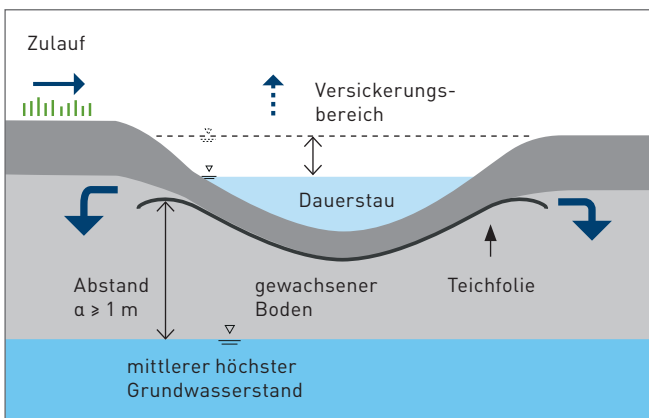 Zulauf
Versickerungs-
bereich
Dauerstau
Abstand
a ≥ 1 m
gewachsener
Boden
Teichfolie
mittlerer höchster
Grundwasserstand